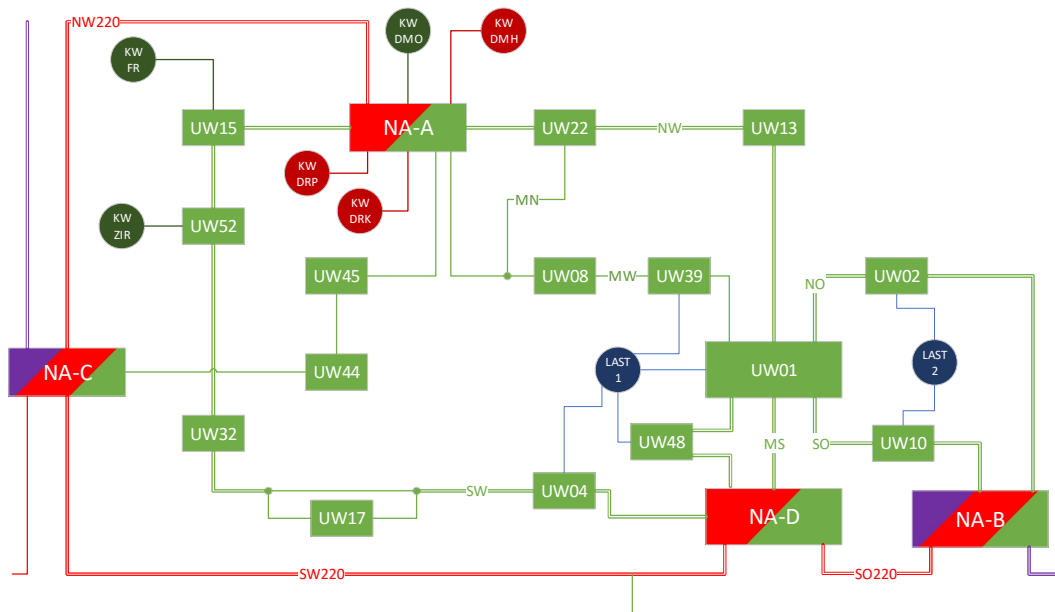 NW220
KW
DMO
KW
DMH
KW
FR
UW15
NA-A
UW22
NW
UW13
KW
DRP
KW
DRK
MN
KW
ZIR
UW52
UW45
UW08
MW
UW39
NO
UW02
NA-C
UW44
LAST
1
UW01
LAST
2
UW32
UW48
MS
SO
UW10
SW
UW04
UW17
NA-D
NA-B
SW220
SO220